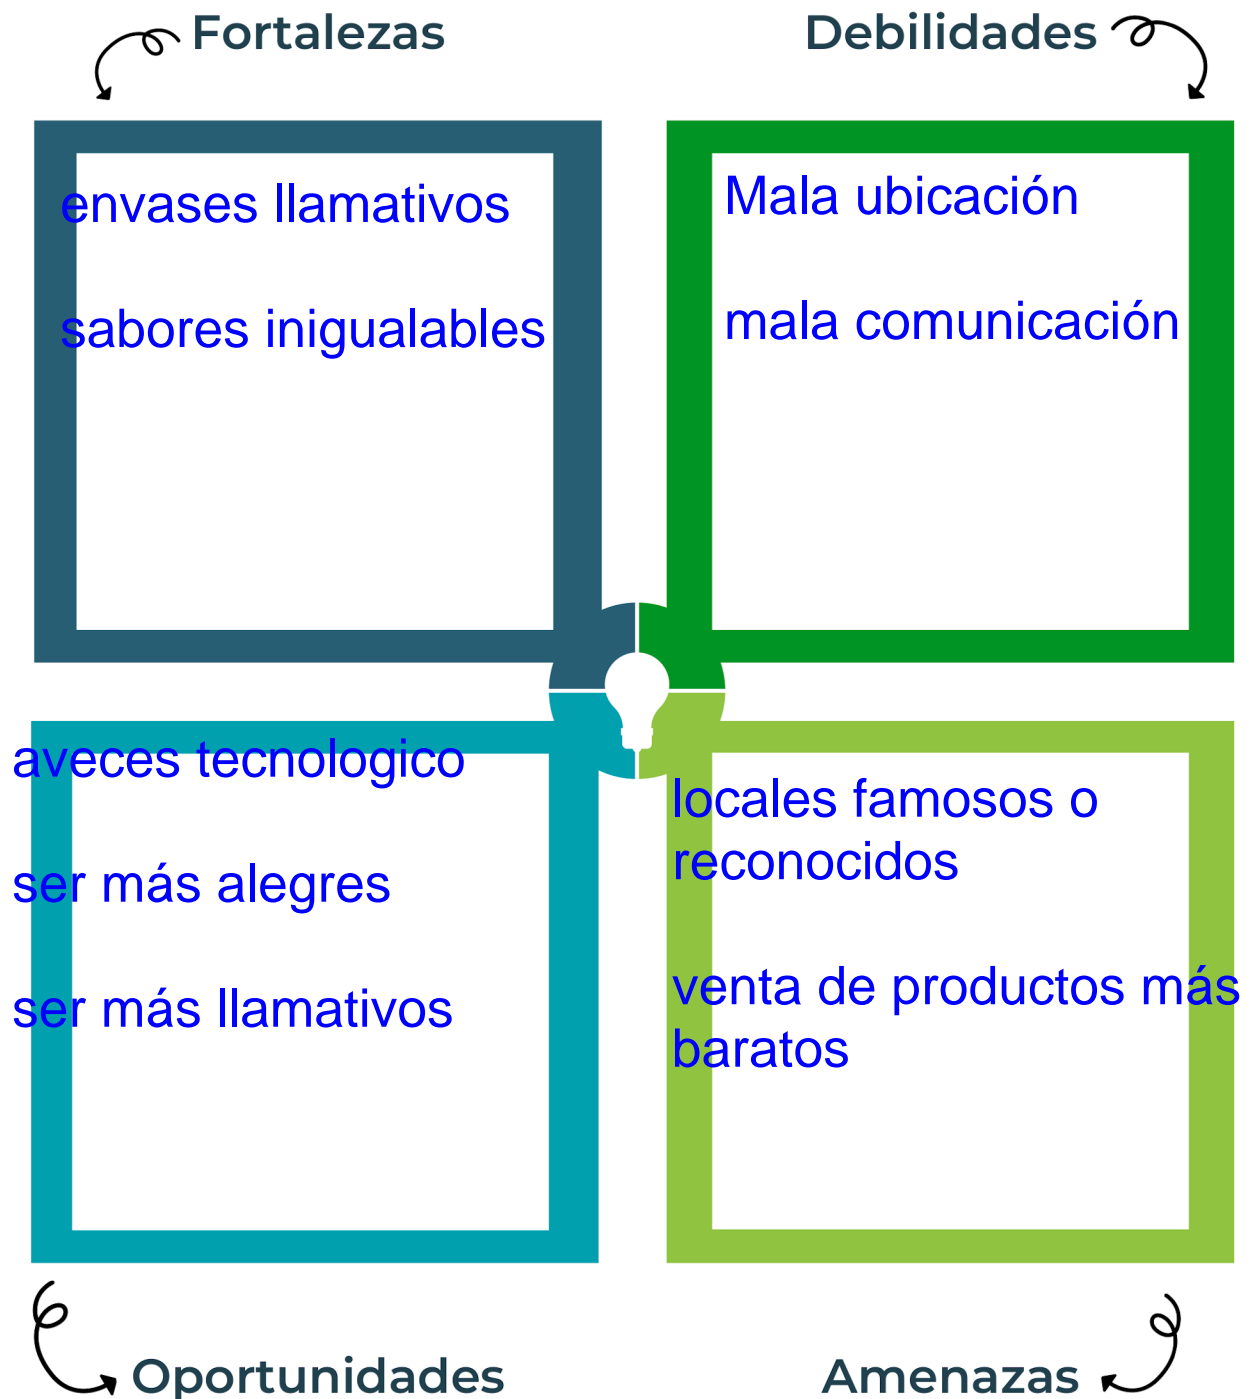 Fortalezas
envases llamativos
sabores inigualables
Debilidades
Mala ubicación
mala comunicación
aveces tecnologico
ser más alegres
ser más llamativos
Oportunidades
locales famosos o
reconocidos
venta de productos más
baratos
Amenazas